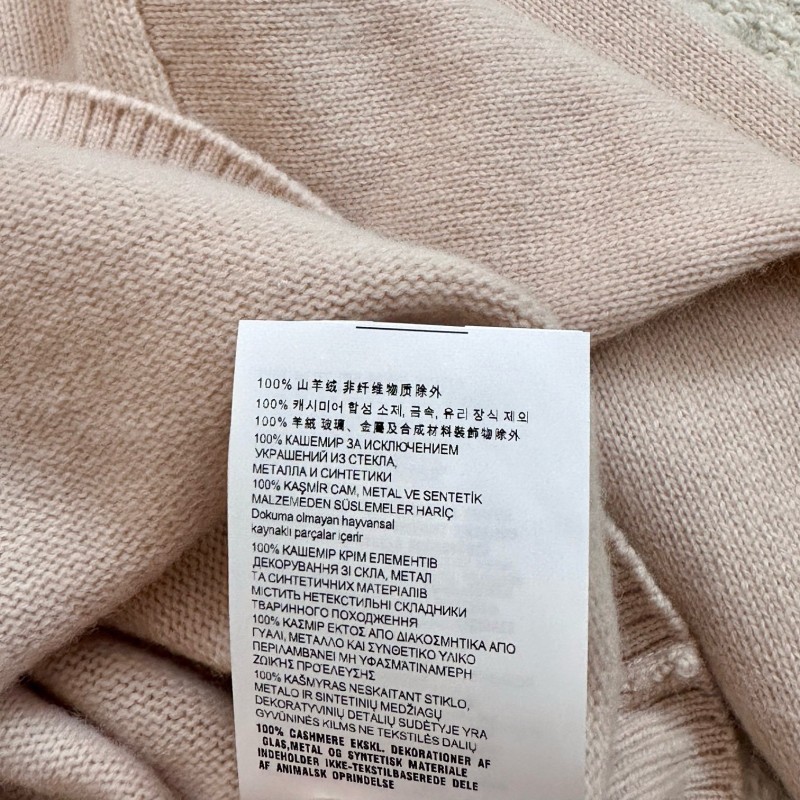 100% 山羊绒 非纤维物质除外
100% 캐시미어 합성 소재, 금속, 유리 장식 제외
100% 羊絨 玻璃、金屬及合成材料裝飾物除外
100% КАШЕМИР ЗА ИСКЛЮЧЕНИЕМ
УКРАШЕНИЙ ИЗ СТЕКЛА,
МЕТАЛЛА И СИНТЕТИКИ
100% KAŞMİR CAM, METAL VE SENTETİK
MALZEMEDEN SÜSLEMELER HARİÇ
Dokuma olmayan hayvansal
kaynaklı parçalar içerir
100% КАШЕМІР КРІМ ЕЛЕМЕНТІВ
ДЕКОРУВАННЯ ЗІ СКЛА, МЕТАЛ
ТА СИНТЕТИЧНИХ МАТЕРІАЛІВ
МІСТИТЬ НЕТЕКСТИЛЬНІ СКЛАДНИКИ
ТВАРИННОГО ПОХОДЖЕННЯ
100% ΚΑΣΜΙΡ ΕΚΤΟΣ ΑΠΟ ΔΙΑΚΟΣΜΗΤΙΚΑ ΑΠΟ
ΓΥΑΛΙ, ΜΕΤΑΛΛΟ ΚΑΙ ΣΥΝΘΕΤΙΚΟ ΥΛΙΚΟ
ΠΕΡΙΛΑΜΒΑΝΕΙ ΜΗ ΥΦΑΣΜΑΤΙΝΑ ΜΕΡΗ
ΖΩΙΚΗΣ ΠΡΟΕΛΕΥΣΗΣ
100% KAŠMYRAS NESKAITANT STIKLO,
METALO IR SINTETINIŲ MEDŽIAGŲ
DEKORATYVINIŲ DETALIŲ SUDĖTYJE YRA
GYVŪNINĖS KILMĖS NE TEKSTILĖS DALIŲ
100% CASHMERE EKSKL. DEKORATIONER AF
GLAS,METAL OG SYNTETISK MATERIALE
INDEHOLDER IKKE-TEKSTILBASEREDE DELE
AF ANIMALSK OPRINDELSE